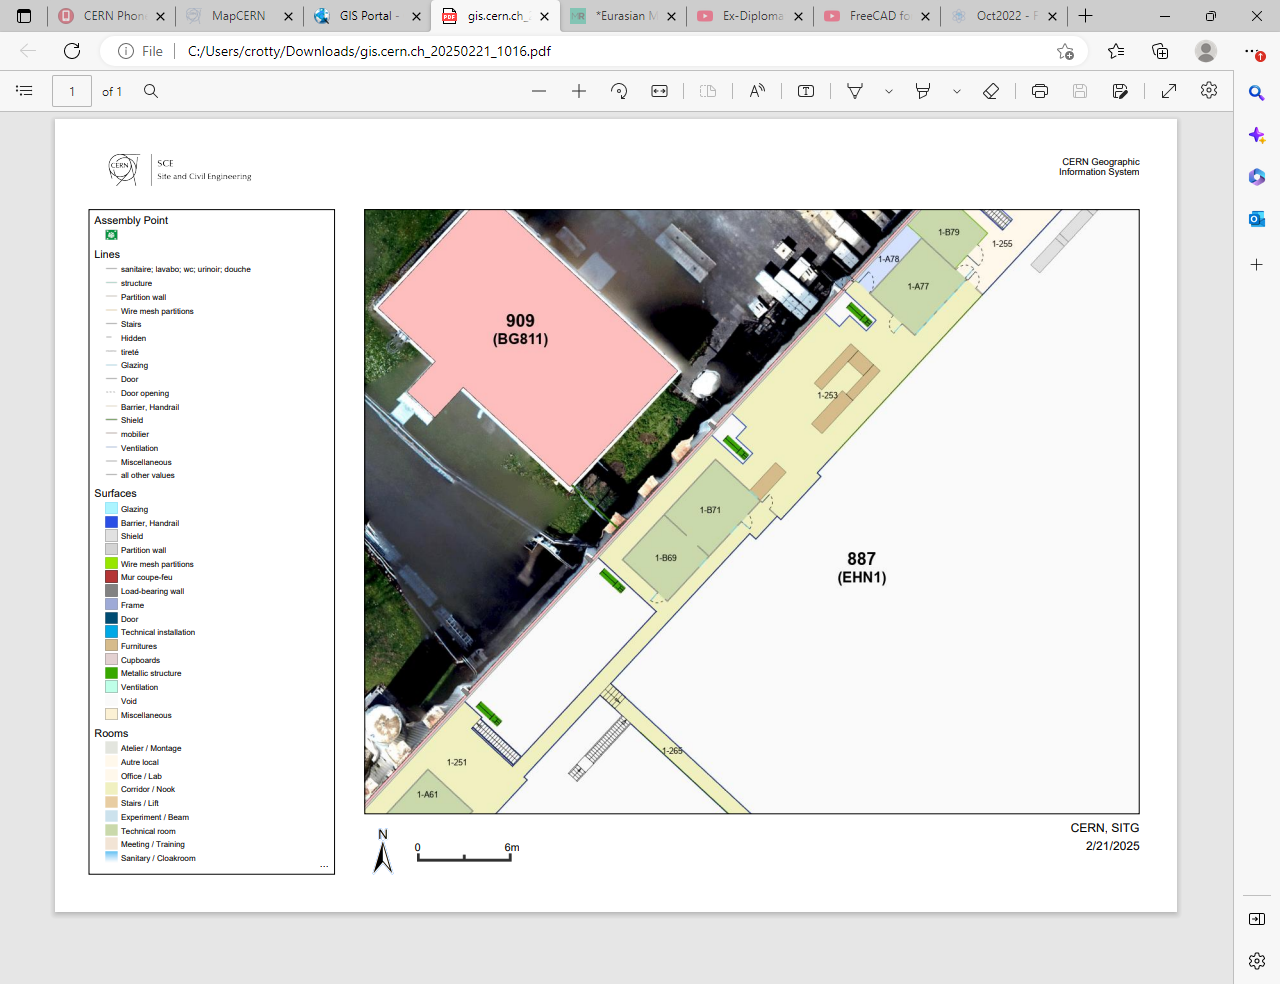 CERN Phon
MapCERN
GIS Portal -
gis.cern.ch_
*Eurasian M
Ex-Diploma
FreeCAD fo
Oct2022 - F
File
C:/Users/crotty/Downloads/gis.cern.ch_20250221_1016.pdf
1
of 1
CERN
SCE
Site and Civil Engineering
CERN Geographic
Information System
Assembly Point
Lines
sanitaire; lavabo; wc; urinoir; douche
structure
Partition wall
Wire mesh partitions
Stairs
Hidden
tireté
Glazing
Door
Door opening
Barrier, Handrail
Shield
mobilier
Ventilation
Miscellaneous
all other values
Surfaces
Glazing
Barrier, Handrail
Shield
Partition wall
Wire mesh partitions
Mur coupe-feu
Load-bearing wall
Frame
Door
Technical installation
Furnitures
Cupboards
Metallic structure
Ventilation
Void
Miscellaneous
Rooms
Atelier / Montage
Autre local
Office / Lab
Corridor / Nook
Stairs / Lift
Experiment / Beam
Technical room
Meeting / Training
Sanitary / Cloakroom
...
909
(BG811)
1-B79
1-255
1-A78
1-A77
1-253
1-B71
1-B69
887
(EHN1)
1-265
1-251
1-A61
N
0
6m
CERN, SITG
2/21/2025